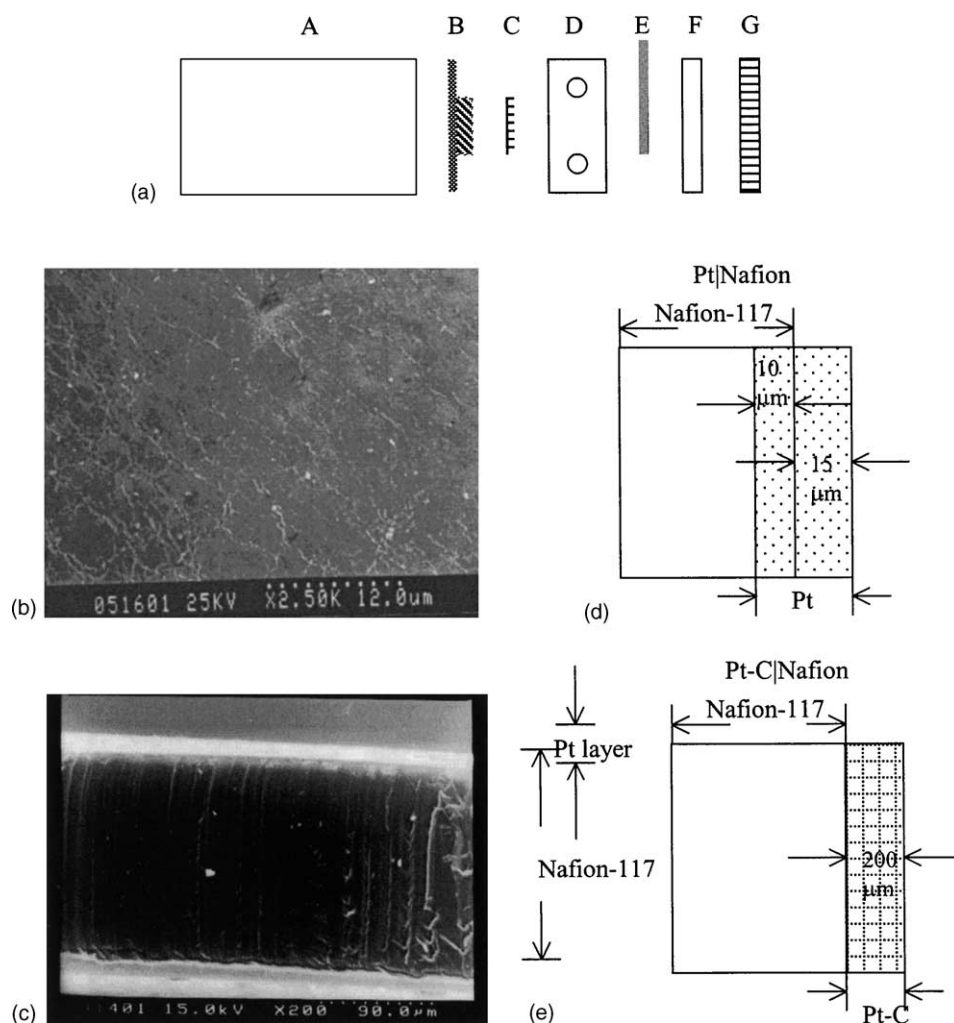 A B C D E F G
(a)
Pt|Nafion
Nafion-117
10
µm
15
µm
Pt
051601 25KV X2.50K 12.0µm
(b)
(d)
Pt-C|Nafion
Nafion-117
Pt layer
Nafion-117
200
µm
Pt-C
401 15.0kV X200 90.0µm
(c)
(e)